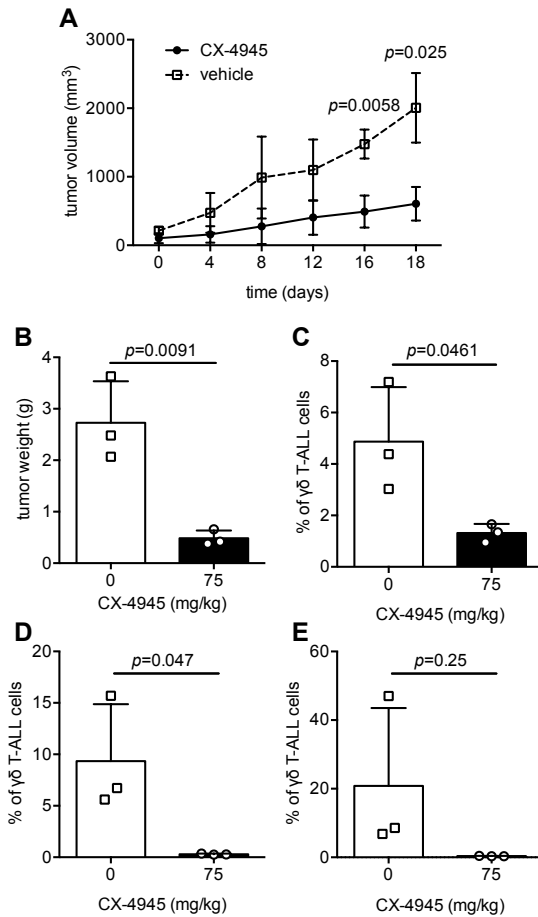 A
CX-4945
vehicle
p=0.025
p=0.0058
tumor volume (mm³)
3000
2000
1000
0
0 4 8 12 16 18
time (days)
B
p=0.0091
tumor weight (g)
4
3
2
1
0
0 75
CX-4945 (mg/kg)
C
p=0.0461
% of γδ T-ALL cells
8
6
4
2
0
0 75
CX-4945 (mg/kg)
D
p=0.047
% of γδ T-ALL cells
20
15
10
5
0
0 75
CX-4945 (mg/kg)
E
p=0.25
% of γδ T-ALL cells
60
40
20
0
0 75
CX-4945 (mg/kg)